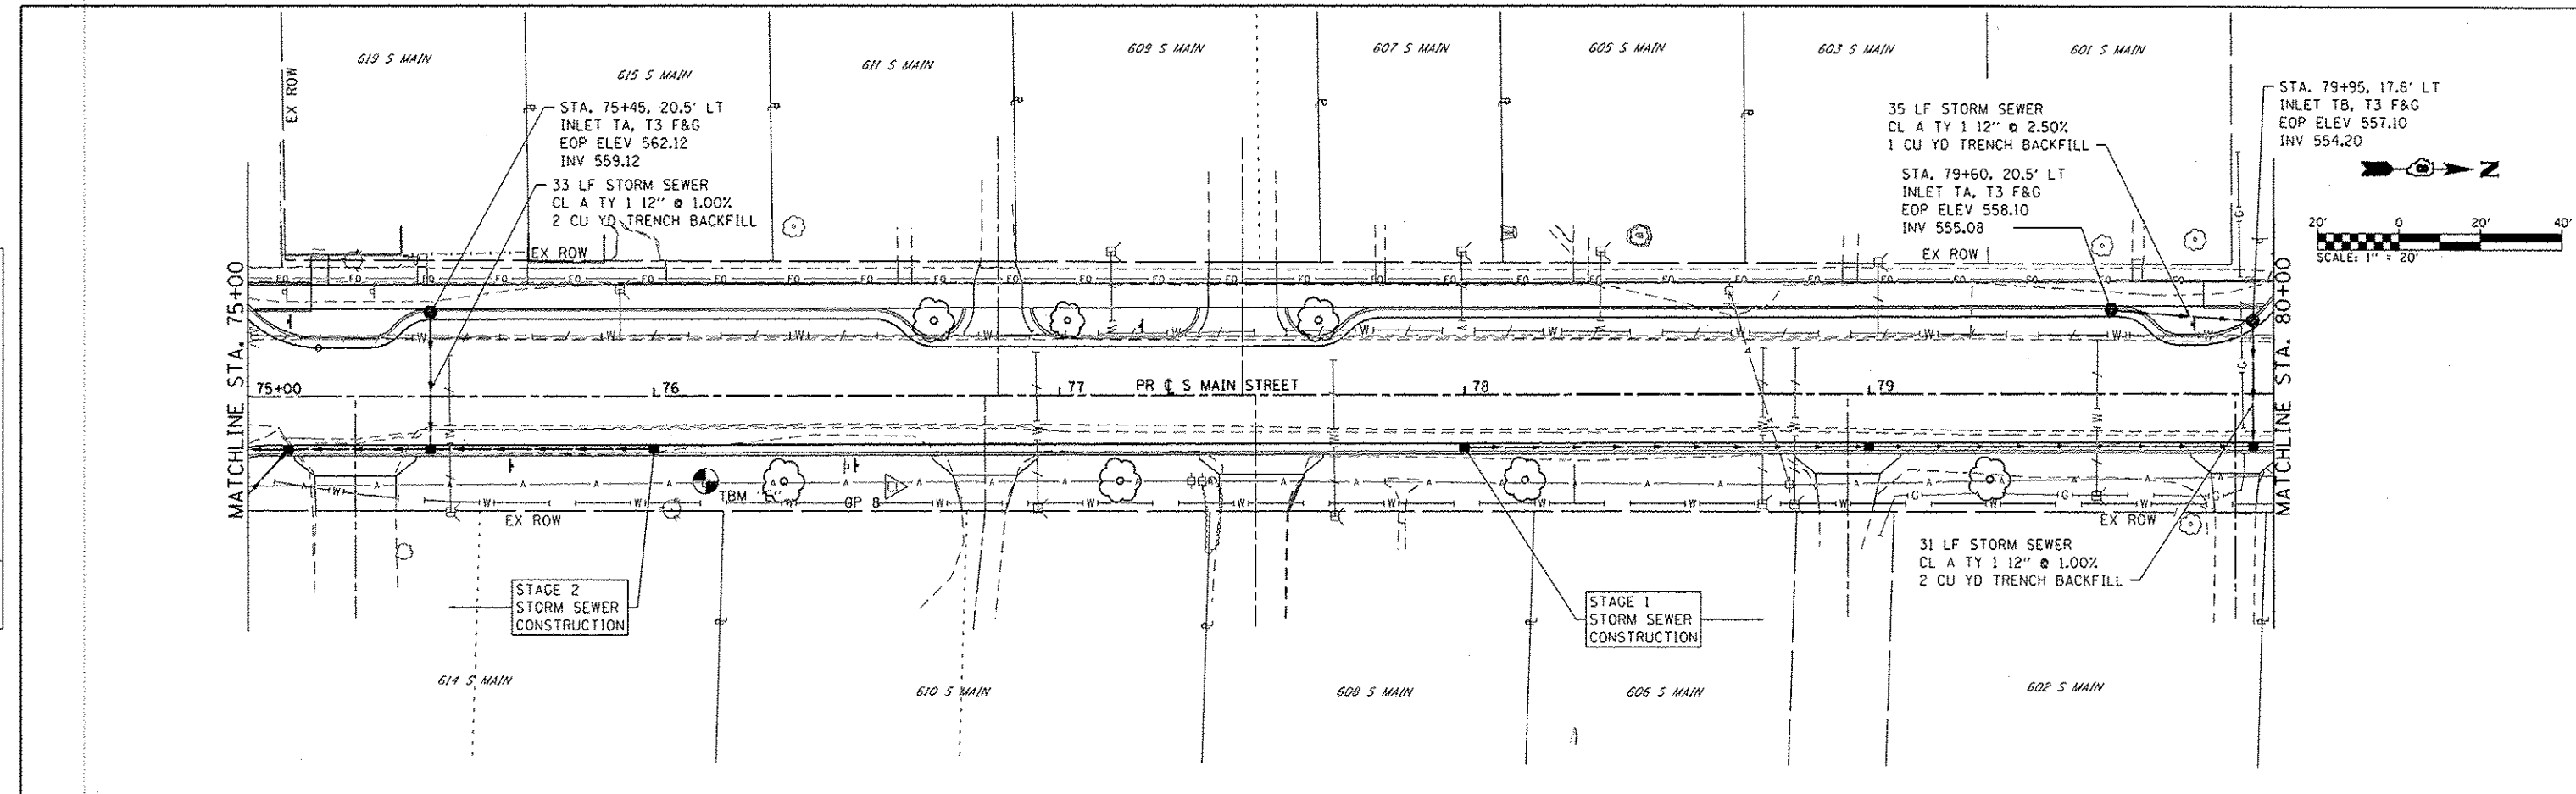 619 S MAIN
615 S MAIN
611 S MAIN
609 S MAIN
607 S MAIN
605 S MAIN
603 S MAIN
601 S MAIN
EX ROW
STA. 75+45, 20.5' LT
INLET TA, T3 F&G
EOP ELEV 562.12
INV 559.12
33 LF STORM SEWER
CL A TY 1 12" @ 1.00%
2 CU YD TRENCH BACKFILL
EX ROW
35 LF STORM SEWER
CL A TY 1 12" @ 2.50%
1 CU YD TRENCH BACKFILL
STA. 79+60, 20.5' LT
INLET TA, T3 F&G
EOP ELEV 558.10
INV 555.08
EX ROW
STA. 79+95, 17.8' LT
INLET TB, T3 F&G
EOP ELEV 557.10
INV 554.20
N
20' 0 20' 40'
SCALE: 1" = 20'
MATCHLINE STA. 75+00
75+00
76
77
PR ℄ S MAIN STREET
78
79
MATCHLINE STA. 80+00
TBM "6"
GP 8
EX ROW
EX ROW
STAGE 2
STORM SEWER
CONSTRUCTION
STAGE 1
STORM SEWER
CONSTRUCTION
31 LF STORM SEWER
CL A TY 1 12" @ 1.00%
2 CU YD TRENCH BACKFILL
614 S MAIN
610 S MAIN
608 S MAIN
606 S MAIN
602 S MAIN